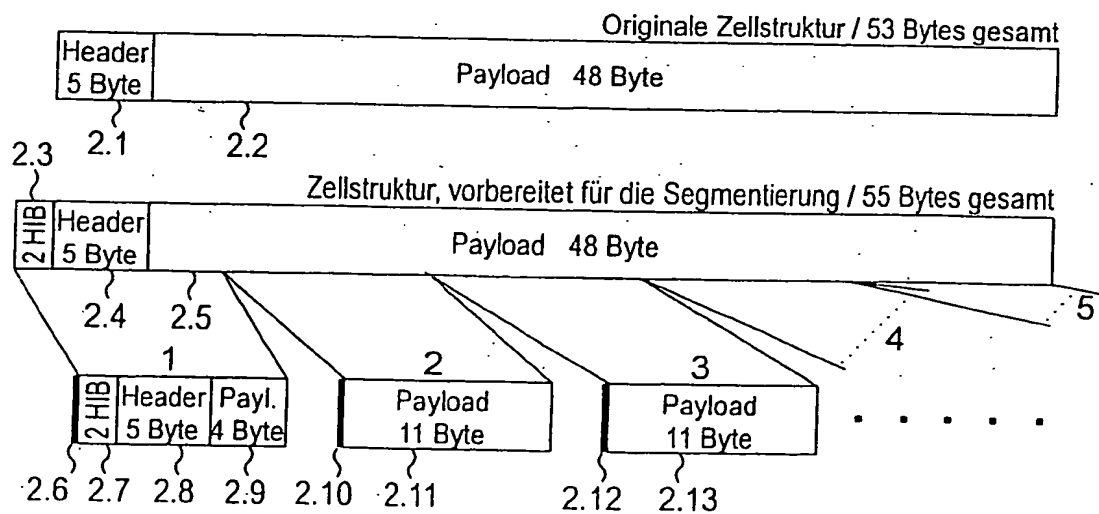 Originale Zellstruktur / 53 Bytes gesamt
Header
5 Byte
Payload 48 Byte
2.1
2.2
2.3
Zellstruktur, vorbereitet für die Segmentierung / 55 Bytes gesamt
2 HIB
Header
5 Byte
Payload 48 Byte
2.4
2.5
4
5
1
2
3
2 HIB
Header
5 Byte
Payl.
4 Byte
Payload
11 Byte
Payload
11 Byte
2.6
2.7
2.8
2.9
2.10
2.11
2.12
2.13